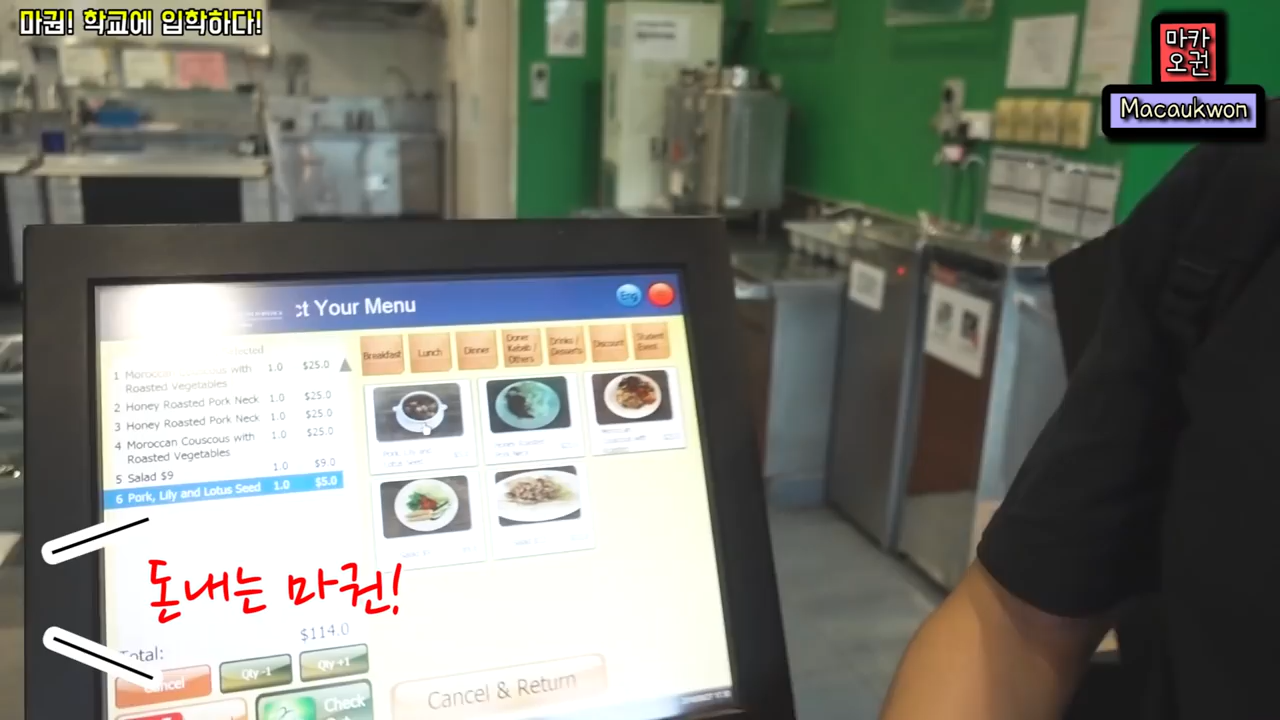 마권! 학교에 입학하다!
마카
오권
Macaukwon
ct Your Menu
Eng
1 Moroccan Couscous with 1.0 $25.0
Roasted Vegetables
2 Honey Roasted Pork Neck 1.0 $25.0
3 Honey Roasted Pork Neck 1.0 $25.0
4 Moroccan Couscous with 1.0 $25.0
Roasted Vegetables
5 Salad $9 1.0 $9.0
6 Pork, Lily and Lotus Seed 1.0 $5.0
Breakfast
Lunch
Dinner
Doner
Kebab /
Others
Drinks /
Desserts
Discount
Student
돈내는 마권!
Total:
$114.0
Cancel
Qty -1
Qty +1
Check
Cancel & Return